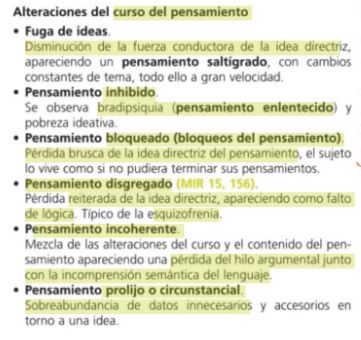 Alteraciones del curso del pensamiento
• Fuga de ideas.
Disminución de la fuerza conductora de la idea directriz,
apareciendo un pensamiento saltígrado, con cambios
constantes de tema, todo ello a gran velocidad.
• Pensamiento inhibido.
Se observa bradipsiquia (pensamiento enlentecido) y
pobreza ideativa.
• Pensamiento bloqueado (bloqueos del pensamiento).
Pérdida brusca de la idea directriz del pensamiento, el sujeto
lo vive como si no pudiera terminar sus pensamientos.
• Pensamiento disgregado (MIR 15, 156).
Pérdida reiterada de la idea directriz, apareciendo como falto
de lógica. Típico de la esquizofrenia.
• Pensamiento incoherente.
Mezcla de las alteraciones del curso y el contenido del pen-
samiento apareciendo una pérdida del hilo argumental junto
con la incomprensión semántica del lenguaje.
• Pensamiento prolijo o circunstancial.
Sobreabundancia de datos innecesarios y accesorios en
torno a una idea.